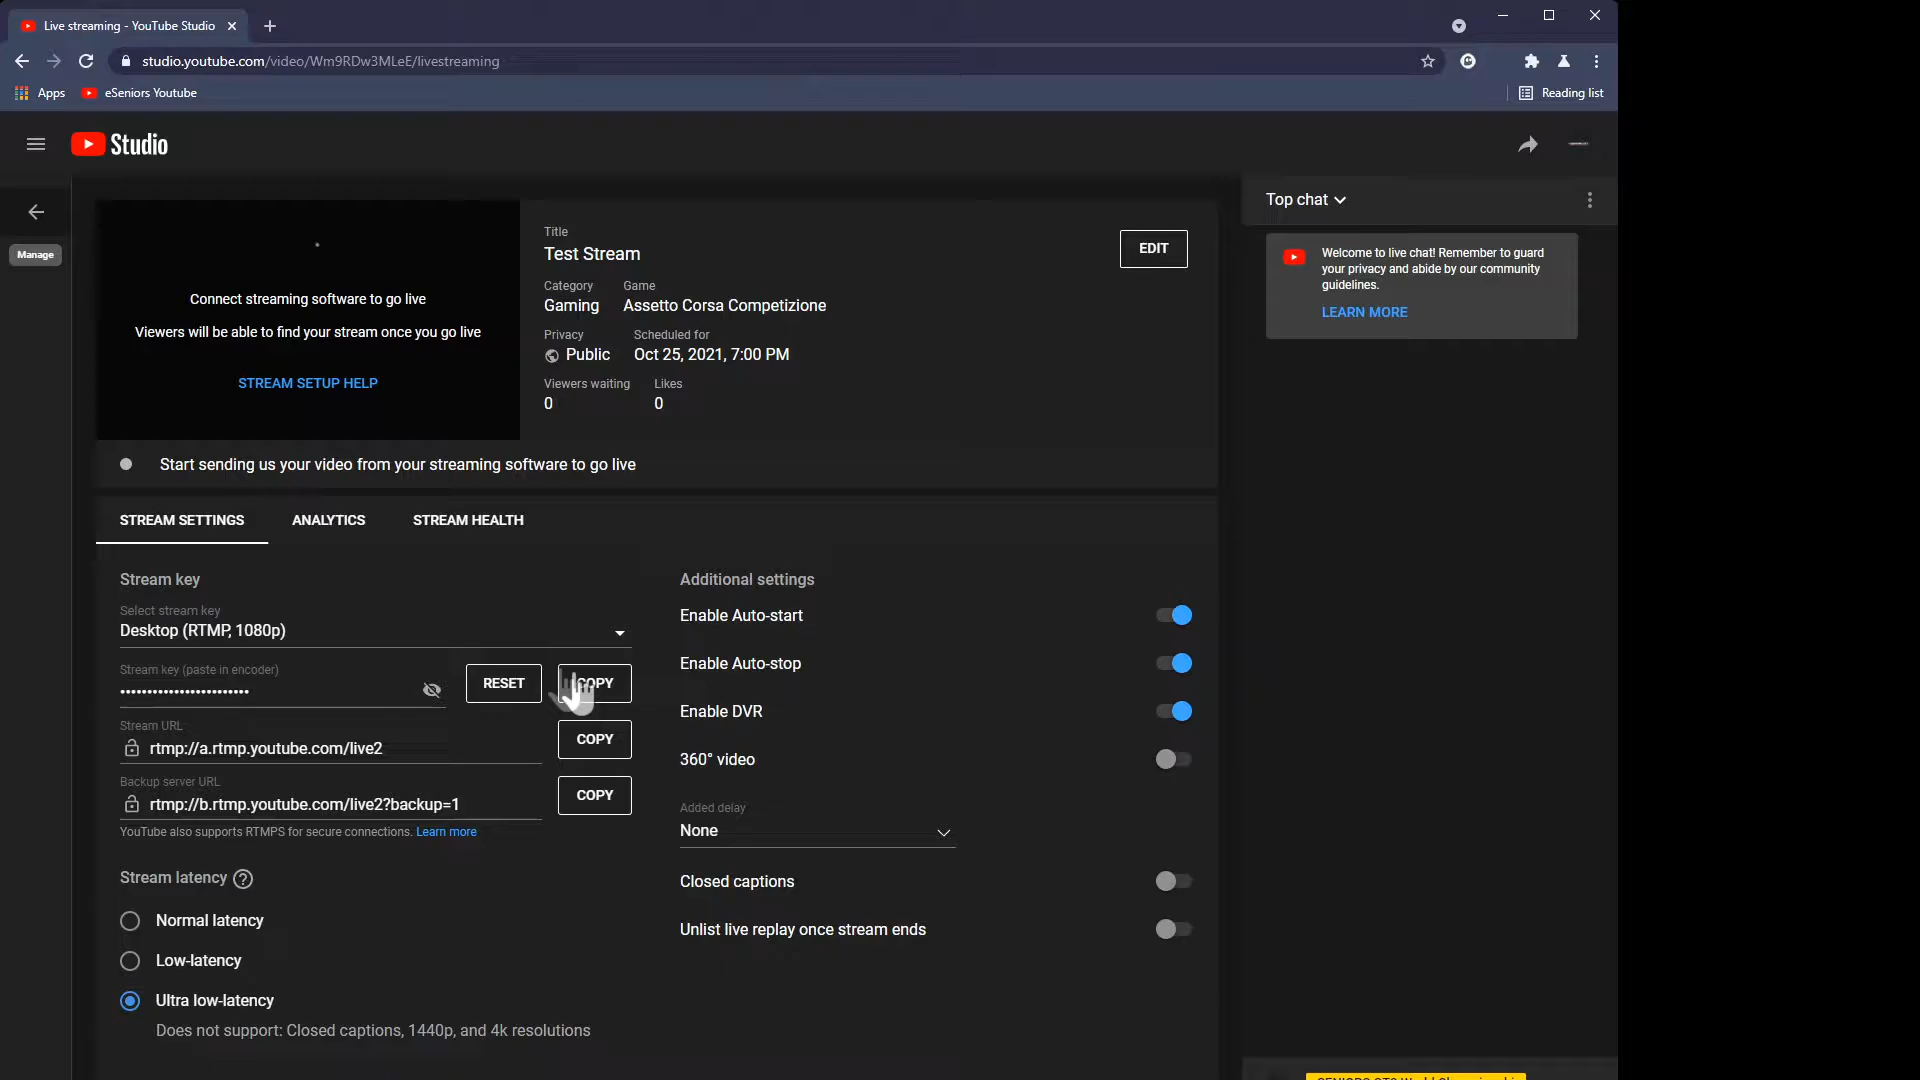 Live streaming - YouTube Studio
studio.youtube.com/video/Wm9RDw3MLeE/livestreaming
Apps
eSeniors Youtube
Reading list
Studio
Manage
Connect streaming software to go live
Viewers will be able to find your stream once you go live
STREAM SETUP HELP
Title
Test Stream
EDIT
Category Game
Gaming Assetto Corsa Competizione
Privacy Scheduled for
Public Oct 25, 2021, 7:00 PM
Viewers waiting Likes
0 0
Start sending us your video from your streaming software to go live
Top chat
Welcome to live chat! Remember to guard
your privacy and abide by our community
guidelines.
LEARN MORE
STREAM SETTINGS ANALYTICS STREAM HEALTH
Stream key
Select stream key
Desktop (RTMP, 1080p)
Stream key (paste in encoder)
••••••••••••••••••••••••
RESET
COPY
Stream URL
rtmp://a.rtmp.youtube.com/live2
COPY
Backup server URL
rtmp://b.rtmp.youtube.com/live2?backup=1
COPY
YouTube also supports RTMPS for secure connections. Learn more
Stream latency
Normal latency
Low-latency
Ultra low-latency
Does not support: Closed captions, 1440p, and 4k resolutions
Additional settings
Enable Auto-start
Enable Auto-stop
Enable DVR
360° video
Added delay
None
Closed captions
Unlist live replay once stream ends